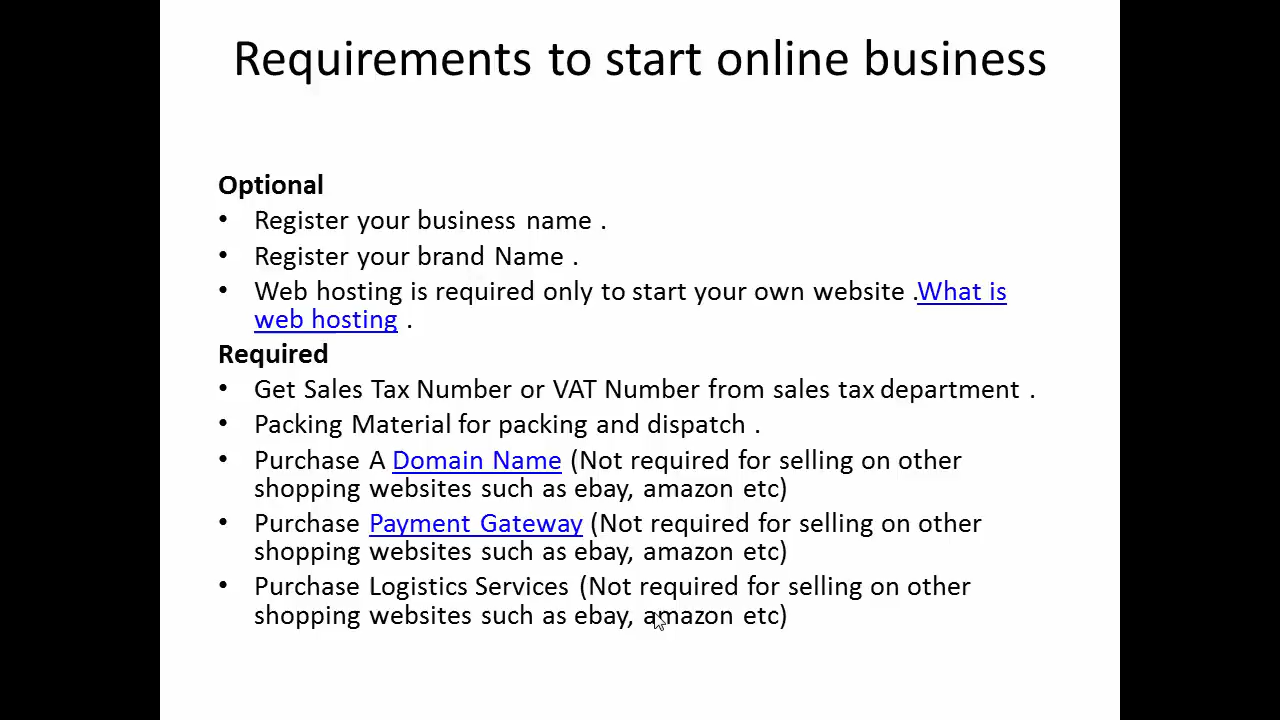 Requirements to start online business
Optional
• Register your business name .
• Register your brand Name .
• Web hosting is required only to start your own website .What is
web hosting .
Required
• Get Sales Tax Number or VAT Number from sales tax department .
• Packing Material for packing and dispatch .
• Purchase A Domain Name (Not required for selling on other
shopping websites such as ebay, amazon etc)
• Purchase Payment Gateway (Not required for selling on other
shopping websites such as ebay, amazon etc)
• Purchase Logistics Services (Not required for selling on other
shopping websites such as ebay, amazon etc)